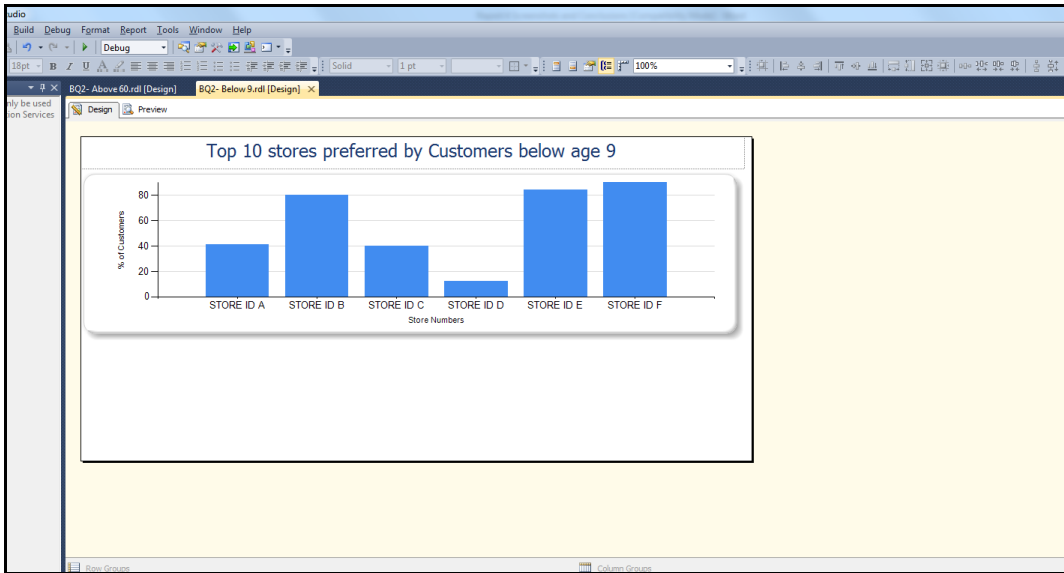 udio
Build Debug Format Report Tools Window Help
Debug
18pt B I U A Solid 1 pt 100%
BQ2- Above 60.rdl [Design] BQ2- Below 9.rdl [Design]
nly be used
ion Services
Design Preview
Top 10 stores preferred by Customers below age 9
% of Customers
80
60
40
20
0
STORE ID A STORE ID B STORE ID C STORE ID D STORE ID E STORE ID F
Store Numbers
Row Groups Column Groups